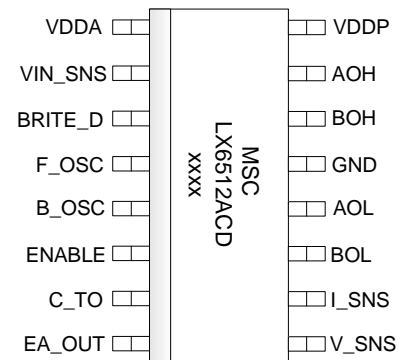 VDDA VDDP
VIN_SNS AOH
BRITE_D BOH
F_OSC GND
B_OSC AOL
ENABLE BOL
C_TO I_SNS
EA_OUT V_SNS
MSC
LX6512ACD
xxxx